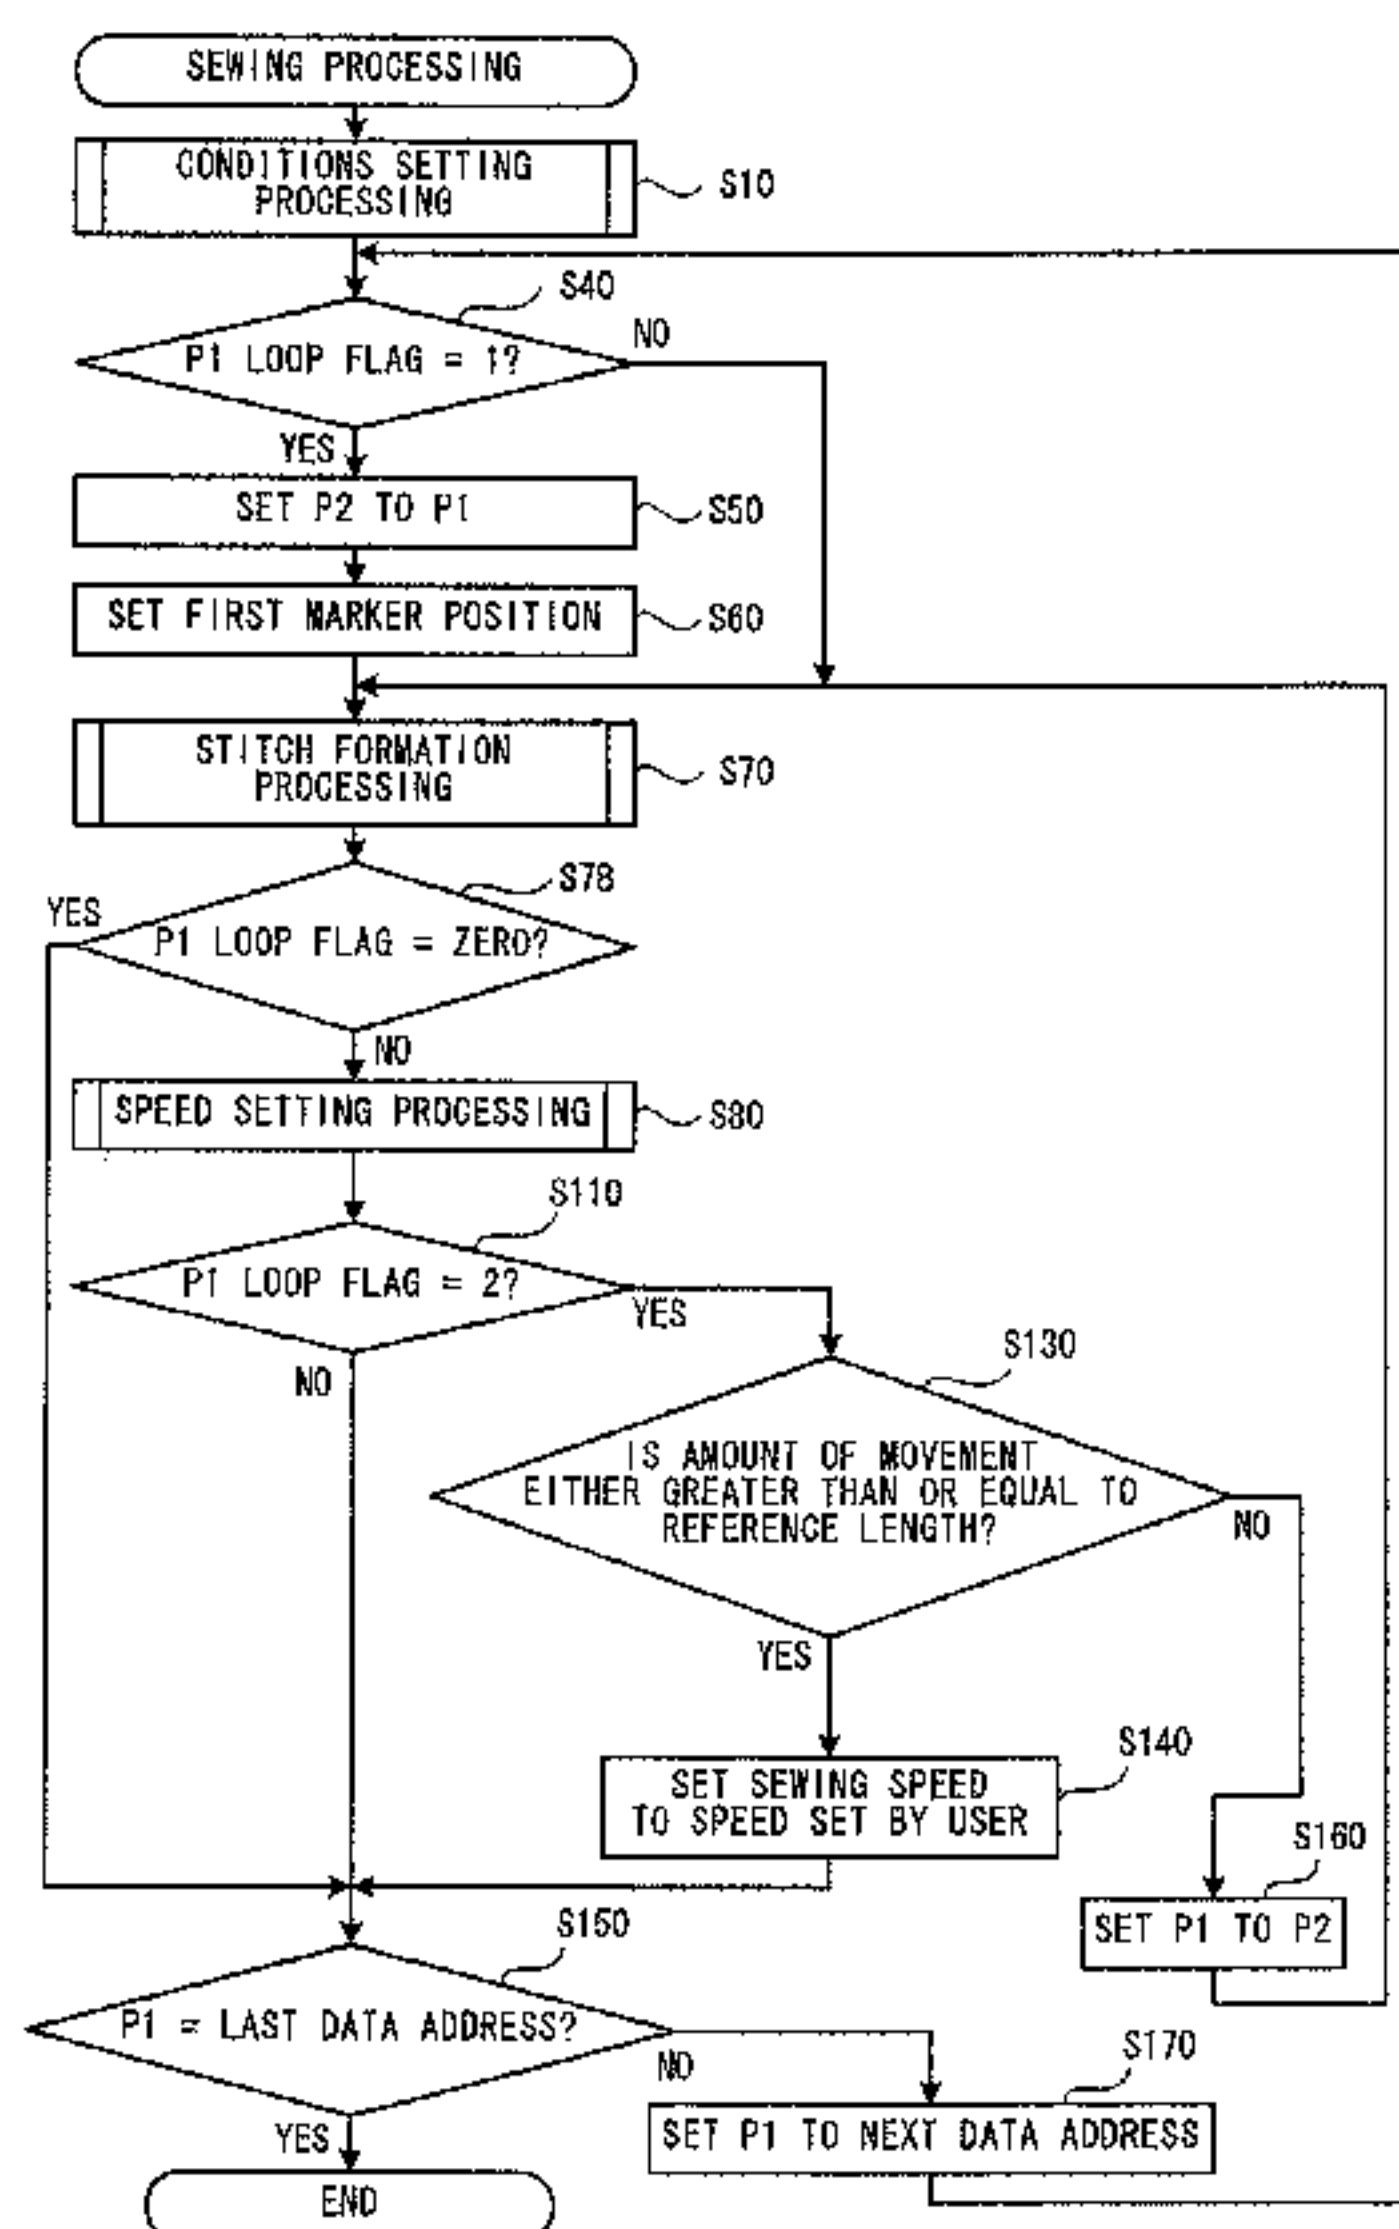 SEWING PROCESSING
CONDITIONS SETTING
PROCESSING
S10
S40
P1 LOOP FLAG = 1?
NO
YES
SET P2 TO P1
S50
SET FIRST MARKER POSITION
S60
STITCH FORMATION
PROCESSING
S70
S78
YES
P1 LOOP FLAG = ZERO?
NO
SPEED SETTING PROCESSING
S80
S110
P1 LOOP FLAG = 2?
YES
NO
S130
IS AMOUNT OF MOVEMENT
EITHER GREATER THAN OR EQUAL TO
REFERENCE LENGTH?
NO
YES
S140
SET SEWING SPEED
TO SPEED SET BY USER
S160
SET P1 TO P2
S150
P1 = LAST DATA ADDRESS?
NO
S170
SET P1 TO NEXT DATA ADDRESS
YES
END